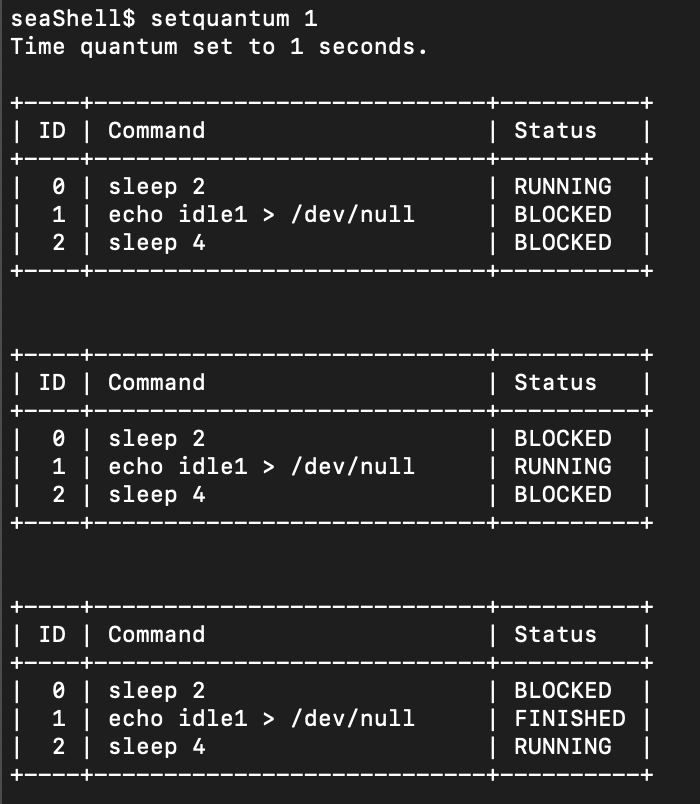 seaShell$ setquantum 1
Time quantum set to 1 seconds.
+----+----------------------------+----------+
| ID | Command                    | Status   |
+----+----------------------------+----------+
|  0 | sleep 2                    | RUNNING  |
|  1 | echo idle1 > /dev/null     | BLOCKED  |
|  2 | sleep 4                    | BLOCKED  |
+----+----------------------------+----------+
+----+----------------------------+----------+
| ID | Command                    | Status   |
+----+----------------------------+----------+
|  0 | sleep 2                    | BLOCKED  |
|  1 | echo idle1 > /dev/null     | RUNNING  |
|  2 | sleep 4                    | BLOCKED  |
+----+----------------------------+----------+
+----+----------------------------+----------+
| ID | Command                    | Status   |
+----+----------------------------+----------+
|  0 | sleep 2                    | BLOCKED  |
|  1 | echo idle1 > /dev/null     | FINISHED |
|  2 | sleep 4                    | RUNNING  |
+----+----------------------------+----------+